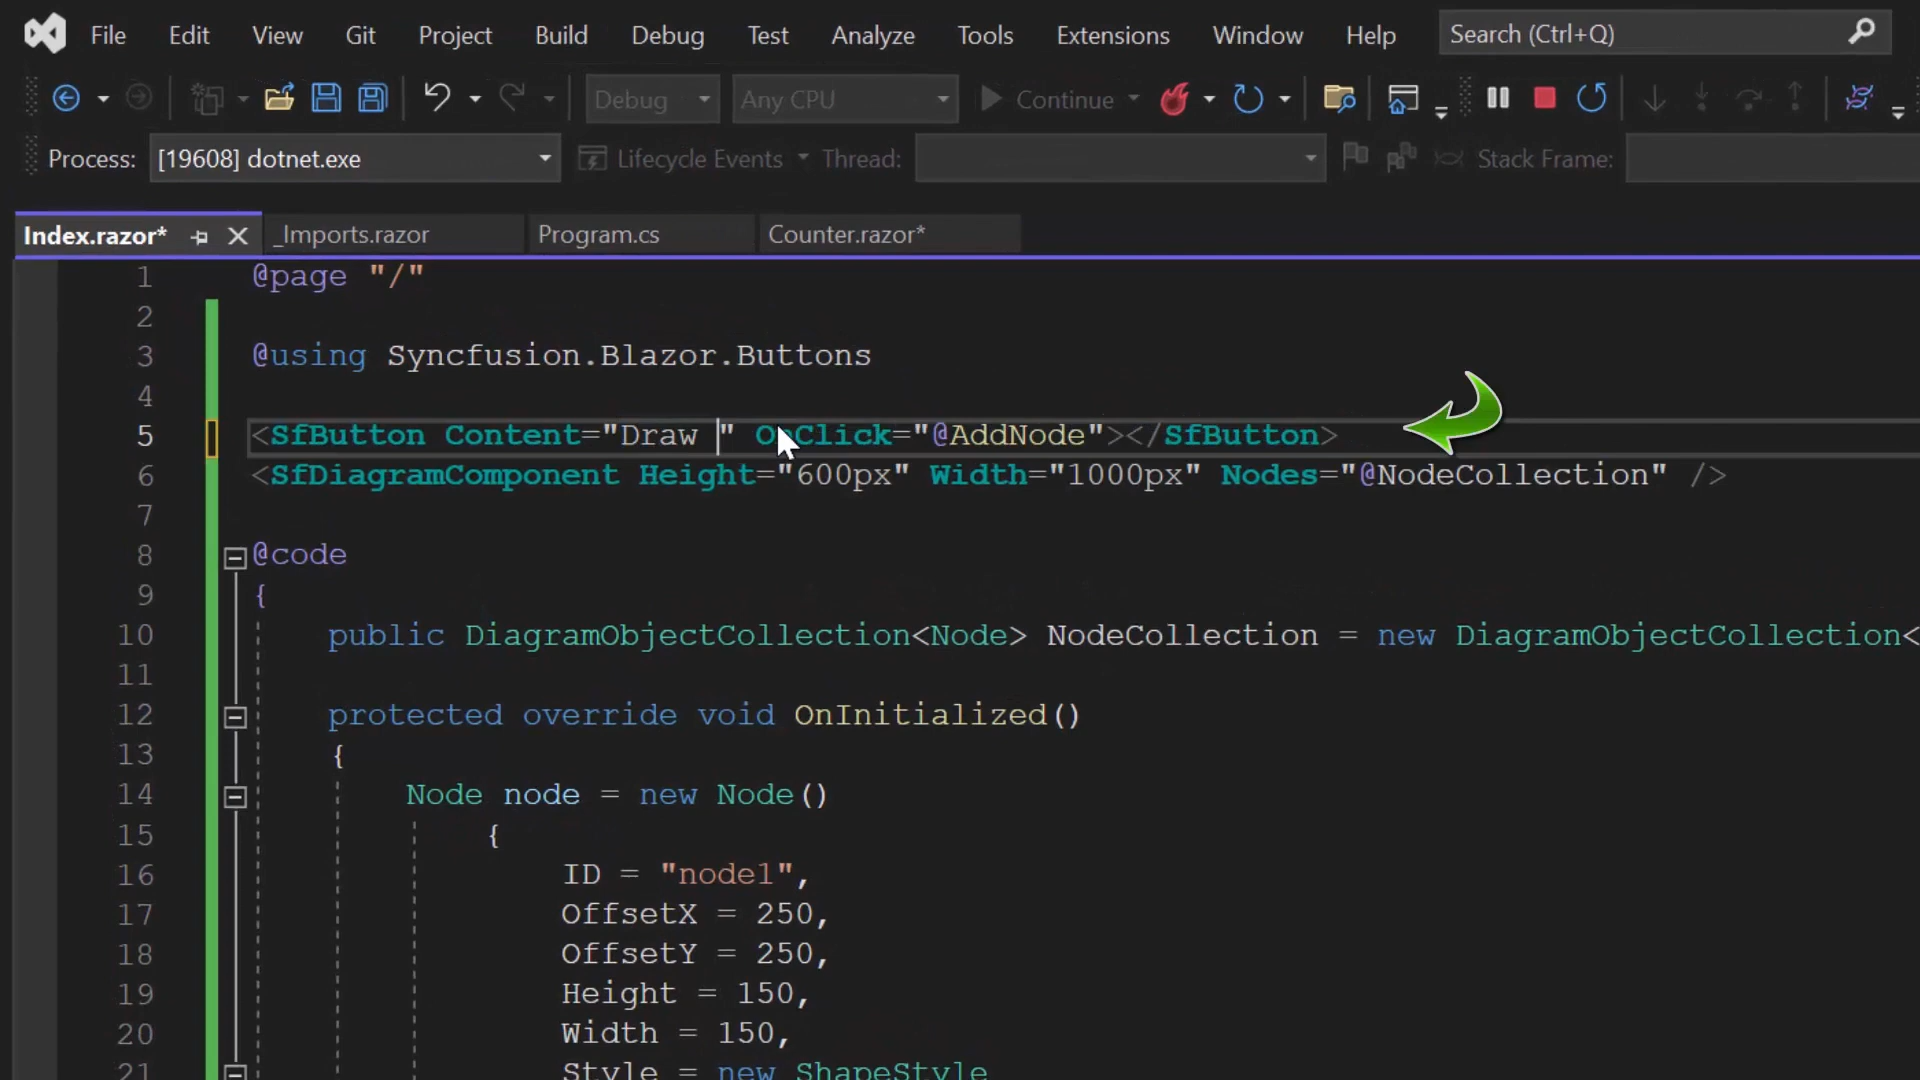 File Edit View Git Project Build Debug Test Analyze Tools Extensions Window Help Search (Ctrl+Q)
Debug Any CPU Continue
Process: [19608] dotnet.exe Lifecycle Events Thread: Stack Frame:
Index.razor* _Imports.razor Program.cs Counter.razor*
1 @page "/"
2
3 @using Syncfusion.Blazor.Buttons
4
5 <SfButton Content="Draw " OnClick="@AddNode"></SfButton>
6 <SfDiagramComponent Height="600px" Width="1000px" Nodes="@NodeCollection" />
7
8 @code
9 {
10 public DiagramObjectCollection<Node> NodeCollection = new DiagramObjectCollection<
11
12 protected override void OnInitialized()
13 {
14 Node node = new Node()
15 {
16 ID = "node1",
17 OffsetX = 250,
18 OffsetY = 250,
19 Height = 150,
20 Width = 150,
21 Style = new ShapeStyle